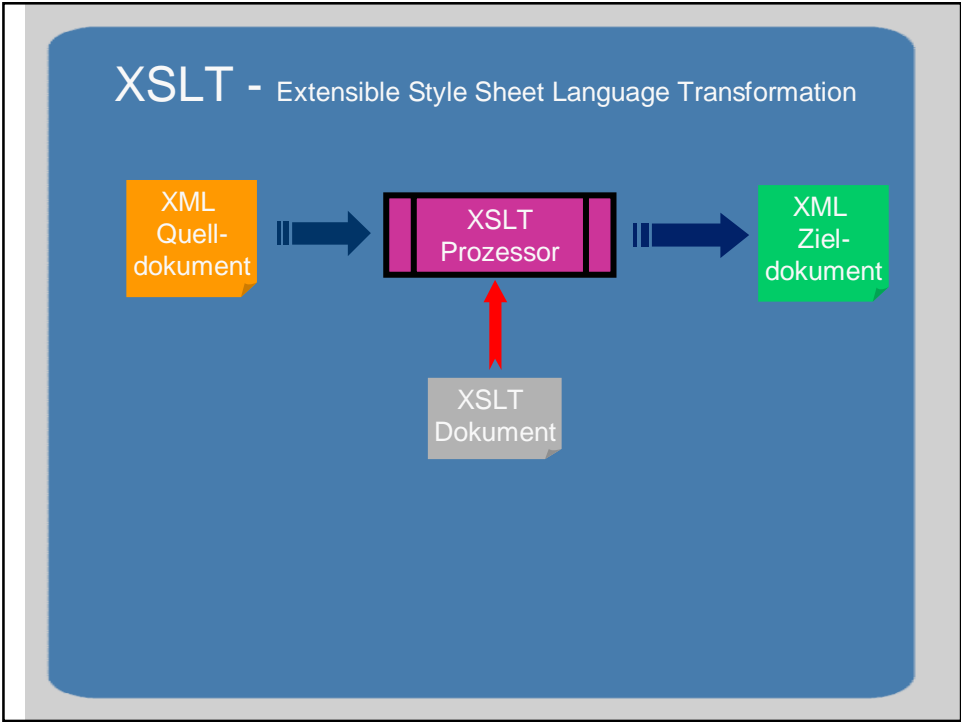 XSLT - Extensible Style Sheet Language Transformation
XML
Quell-
dokument
XSLT
Prozessor
XML
Ziel-
dokument
XSLT
Dokument